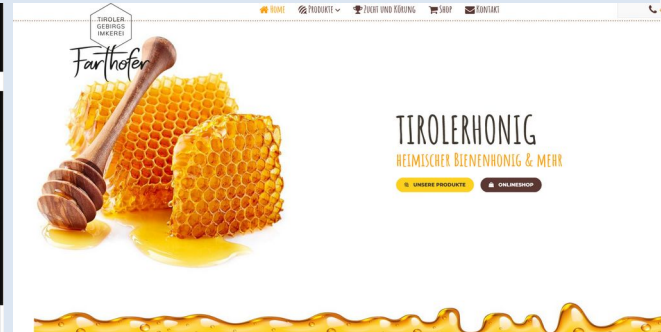 TIROLER
GEBIRGS
IMKEREI
Farthofer
Home Produkte Zucht und Körung Shop Kontakt
TIROLERHONIG
heimischer Bienenhonig & mehr
UNSERE PRODUKTE ONLINESHOP